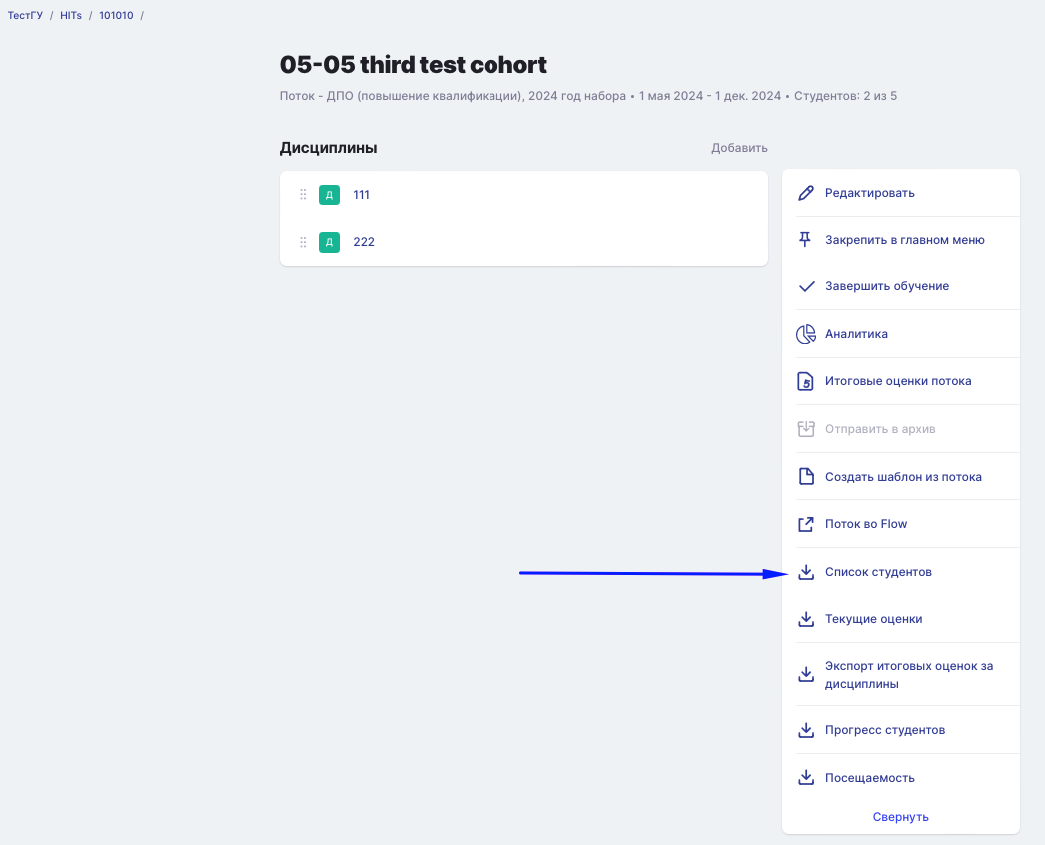 ТестГУ / HITs / 101010 /
05-05 third test cohort
Поток - ДПО (повышение квалификации), 2024 год набора • 1 мая 2024 - 1 дек. 2024 • Студентов: 2 из 5
Дисциплины
Добавить
Д 111
Д 222
Редактировать
Закрепить в главном меню
Завершить обучение
Аналитика
5 Итоговые оценки потока
Отправить в архив
Создать шаблон из потока
Поток во Flow
Список студентов
Текущие оценки
Экспорт итоговых оценок за
дисциплины
Прогресс студентов
Посещаемость
Свернуть